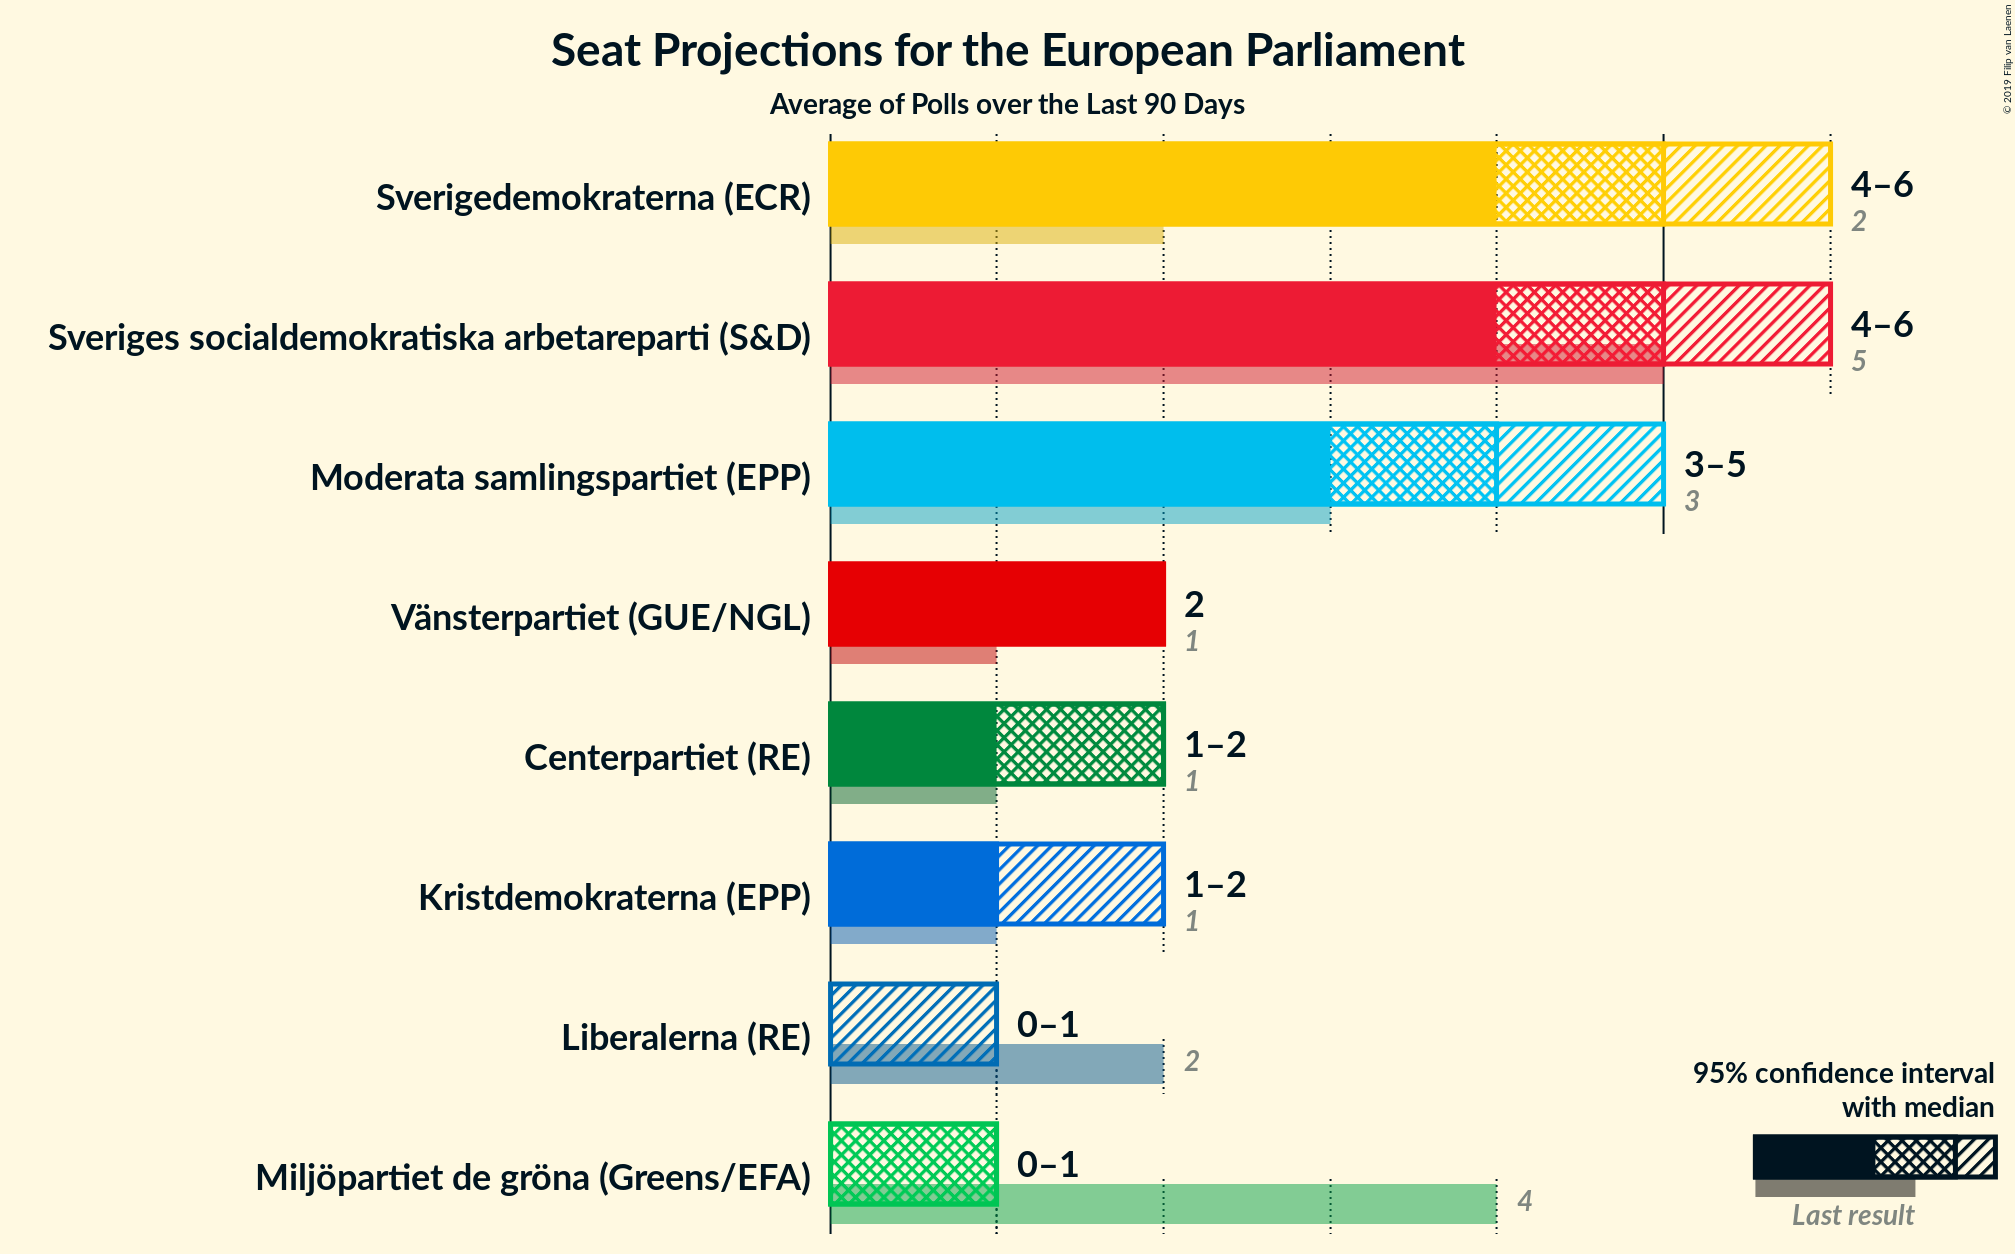 Seat Projections for the European Parliament
Average of Polls over the Last 90 Days
© 2019 Filip van Laenen
Sverigedemokraterna (ECR)
4–6
2
Sveriges socialdemokratiska arbetareparti (S&D)
4–6
5
Moderata samlingspartiet (EPP)
3–5
3
Vänsterpartiet (GUE/NGL)
2
1
Centerpartiet (RE)
1–2
1
Kristdemokraterna (EPP)
1–2
1
Liberalerna (RE)
0–1
2
Miljöpartiet de gröna (Greens/EFA)
0–1
4
95% confidence interval
with median
Last result